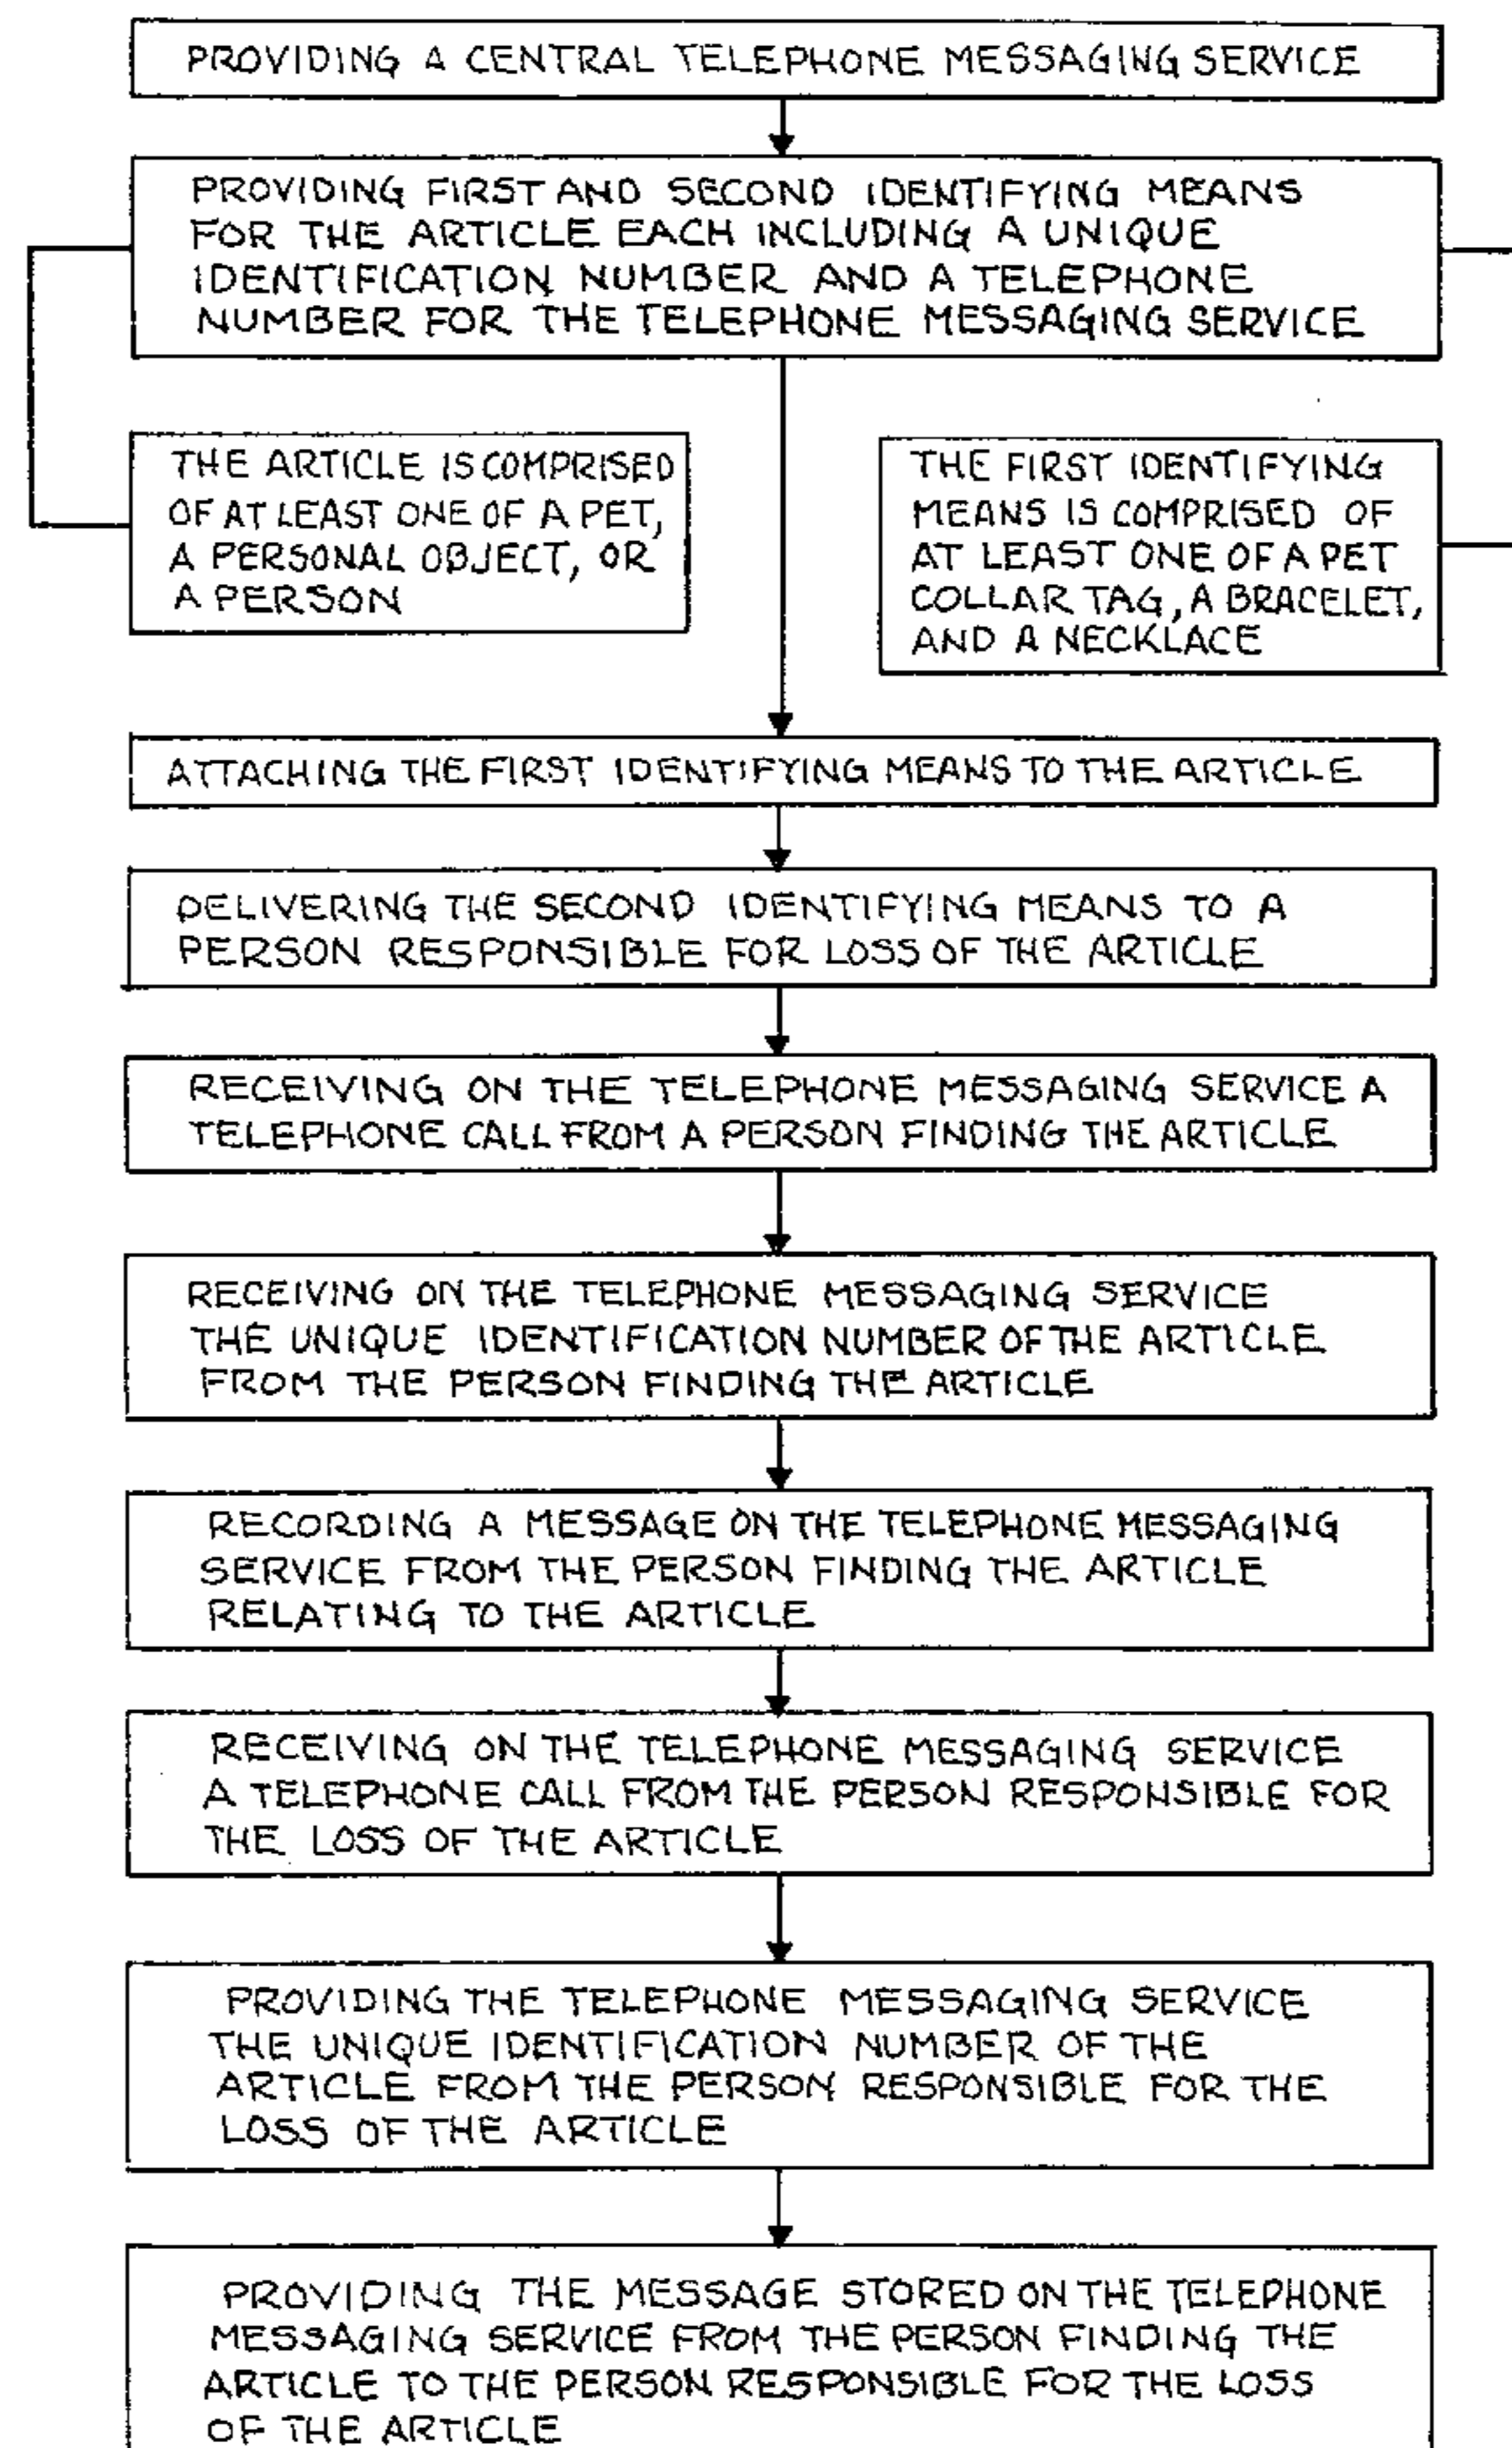 PROVIDING A CENTRAL TELEPHONE MESSAGING SERVICE
PROVIDING FIRST AND SECOND IDENTIFYING MEANS
FOR THE ARTICLE EACH INCLUDING A UNIQUE
IDENTIFICATION NUMBER AND A TELEPHONE
NUMBER FOR THE TELEPHONE MESSAGING SERVICE
THE ARTICLE IS COMPRISED
OF AT LEAST ONE OF A PET,
A PERSONAL OBJECT, OR
A PERSON
THE FIRST IDENTIFYING
MEANS IS COMPRISED OF
AT LEAST ONE OF A PET
COLLAR TAG, A BRACELET,
AND A NECKLACE
ATTACHING THE FIRST IDENTIFYING MEANS TO THE ARTICLE
DELIVERING THE SECOND IDENTIFYING MEANS TO A
PERSON RESPONSIBLE FOR LOSS OF THE ARTICLE
RECEIVING ON THE TELEPHONE MESSAGING SERVICE A
TELEPHONE CALL FROM A PERSON FINDING THE ARTICLE
RECEIVING ON THE TELEPHONE MESSAGING SERVICE
THE UNIQUE IDENTIFICATION NUMBER OF THE ARTICLE
FROM THE PERSON FINDING THE ARTICLE
RECORDING A MESSAGE ON THE TELEPHONE MESSAGING
SERVICE FROM THE PERSON FINDING THE ARTICLE
RELATING TO THE ARTICLE
RECEIVING ON THE TELEPHONE MESSAGING SERVICE
A TELEPHONE CALL FROM THE PERSON RESPONSIBLE FOR
THE LOSS OF THE ARTICLE
PROVIDING THE TELEPHONE MESSAGING SERVICE
THE UNIQUE IDENTIFICATION NUMBER OF THE
ARTICLE FROM THE PERSON RESPONSIBLE FOR THE
LOSS OF THE ARTICLE
PROVIDING THE MESSAGE STORED ON THE TELEPHONE
MESSAGING SERVICE FROM THE PERSON FINDING THE
ARTICLE TO THE PERSON RESPONSIBLE FOR THE LOSS
OF THE ARTICLE